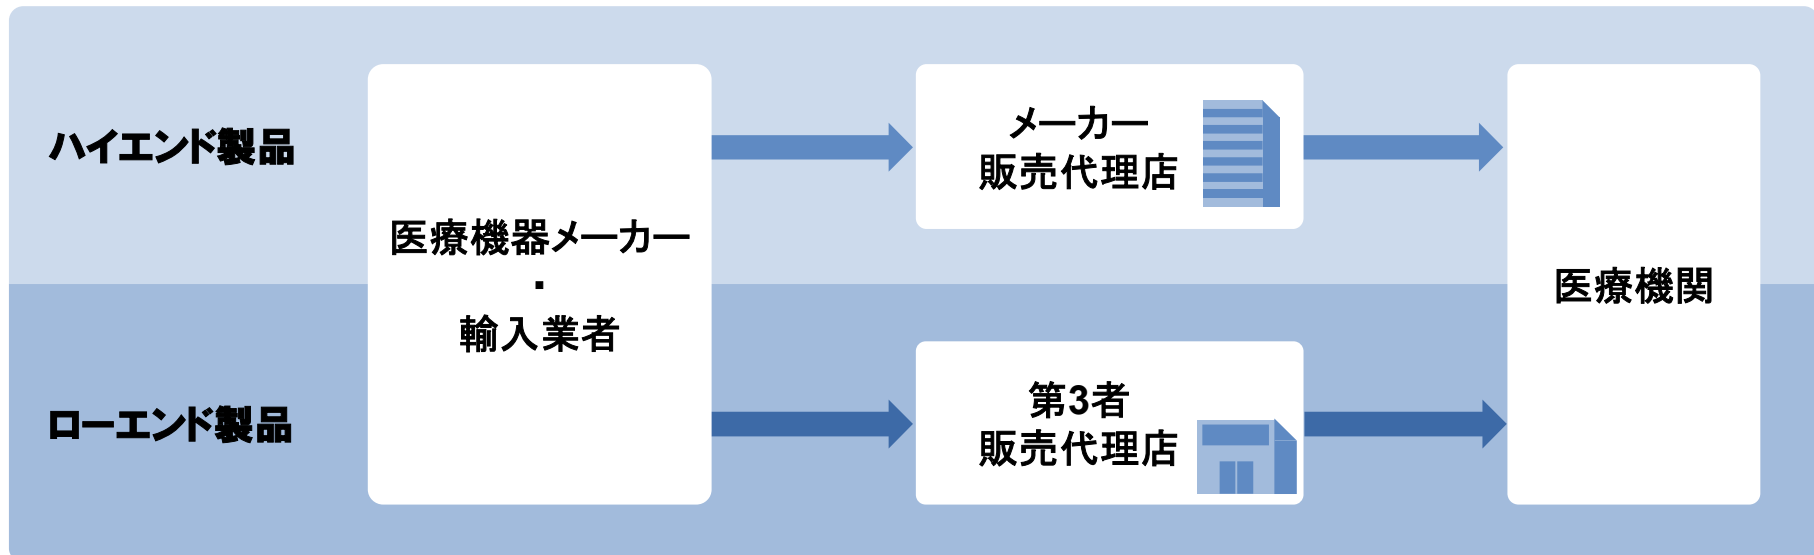 ハイエンド製品
医療機器メーカー
・
輸入業者
メーカー
販売代理店
医療機関
ローエンド製品
第3者
販売代理店